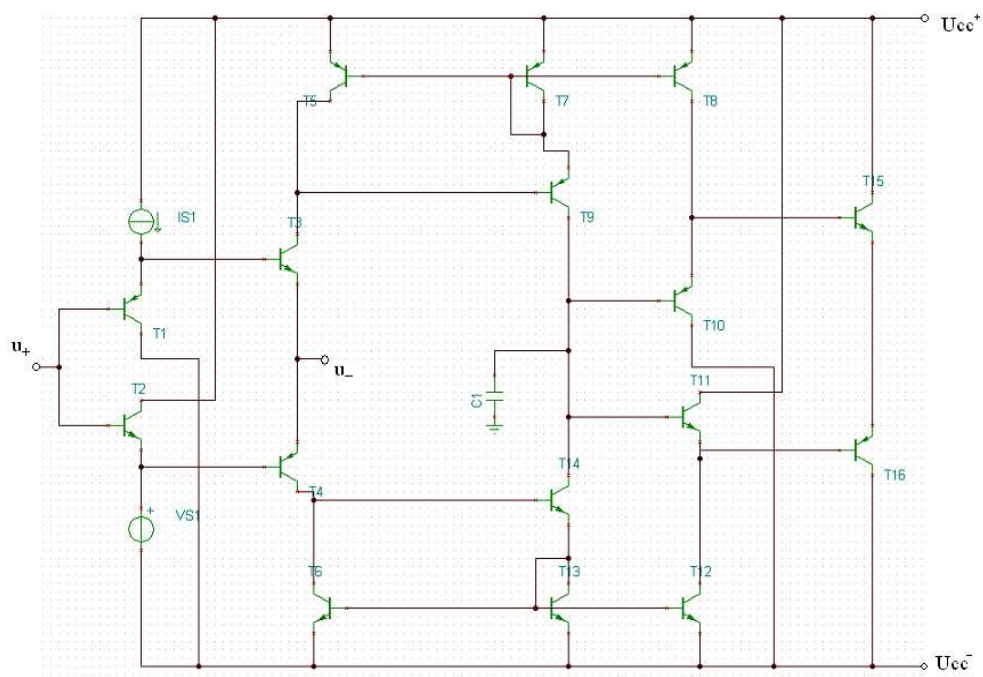 Ucc+
T5
T7
T8
T15
IS1
T3
T9
T1
T10
u+
u−
T2
C1
T11
T14
T4
T16
VS1
+
T6
T13
T12
Ucc-